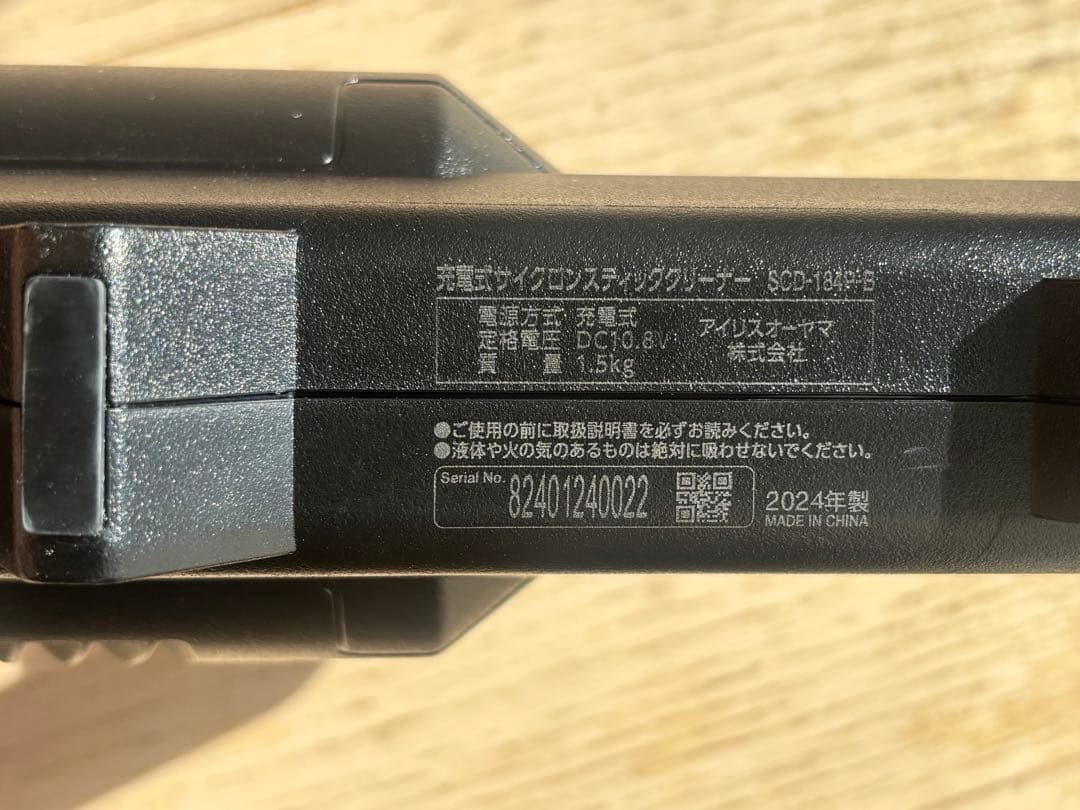 充電式サイクロンスティッククリーナー SCD-184P-B
電源方式 充電式
定格電圧 DC10.8V
質量 1.5kg
アイリスオーヤマ
株式会社
●ご使用の前に取扱説明書を必ずお読みください。
●液体や火の気のあるものは絶対に吸わせないでください。
Serial No.
82401240022
2024年製
MADE IN CHINA